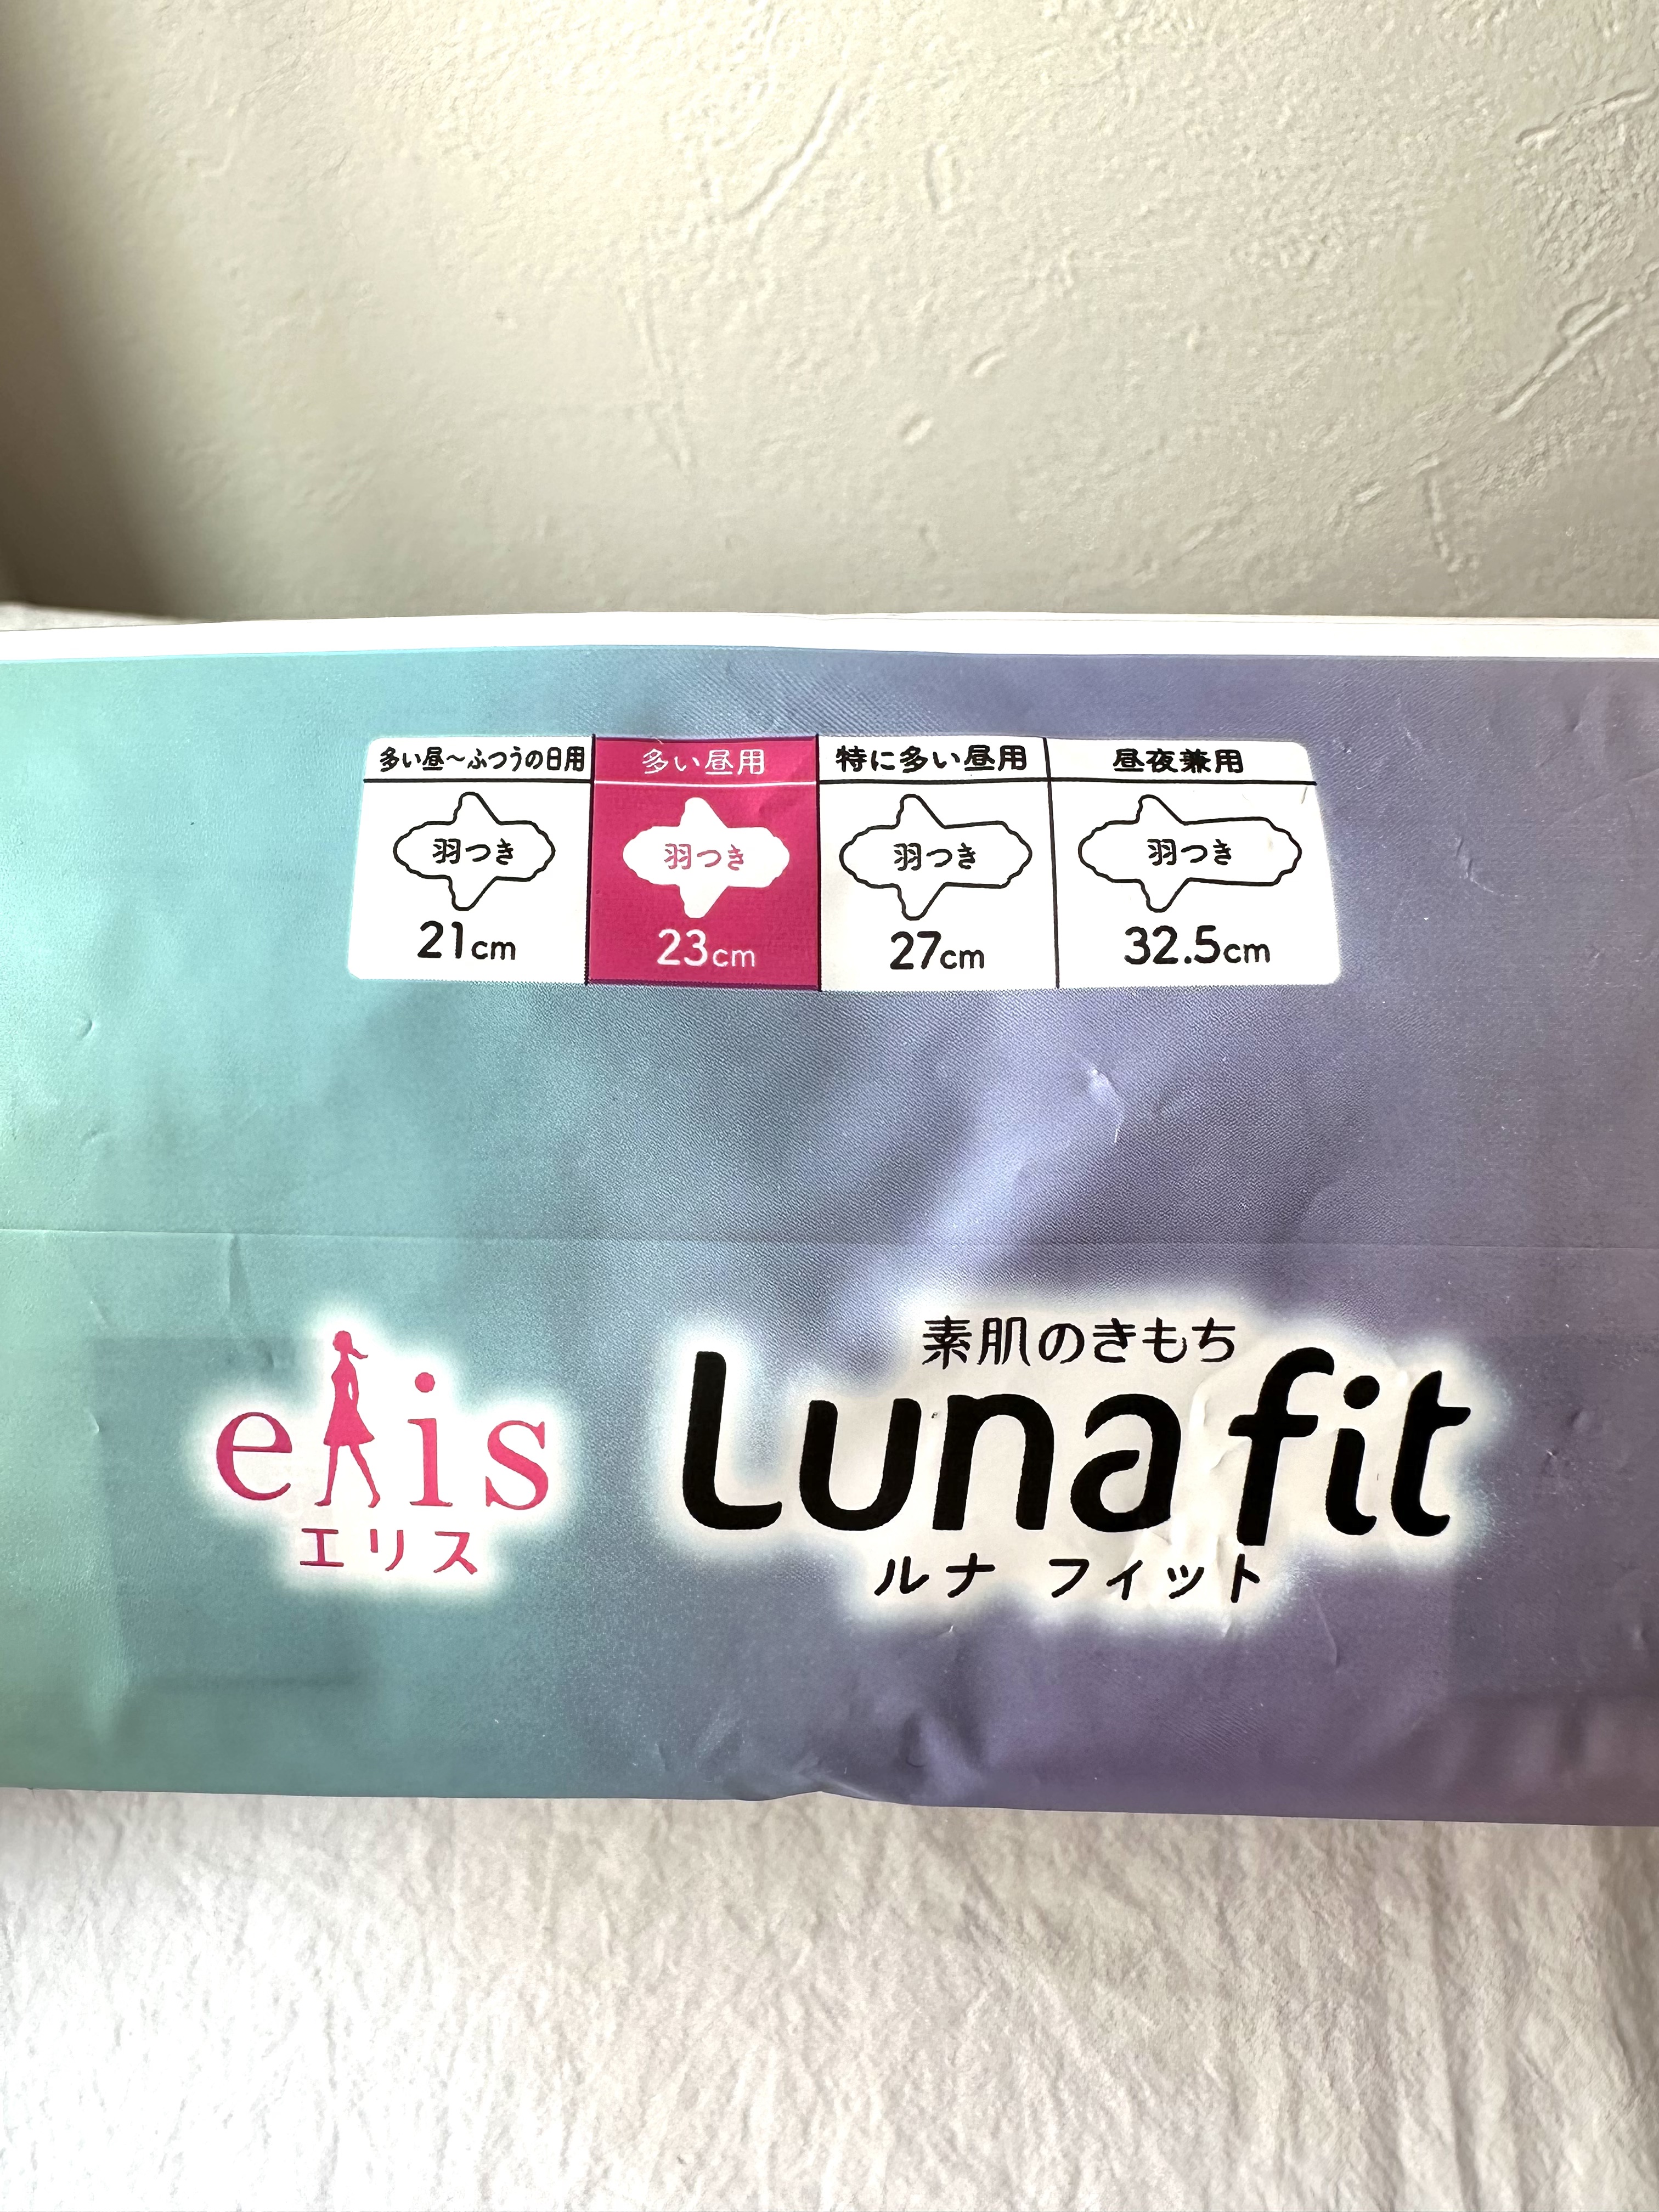 多い昼～ふつうの日用 多い昼用 特に多い昼用 昼夜兼用
羽つき 羽つき 羽つき 羽つき
21cm 23cm 27cm 32.5cm
素肌のきもち
elis Luna fit
エリス ルナ フィット